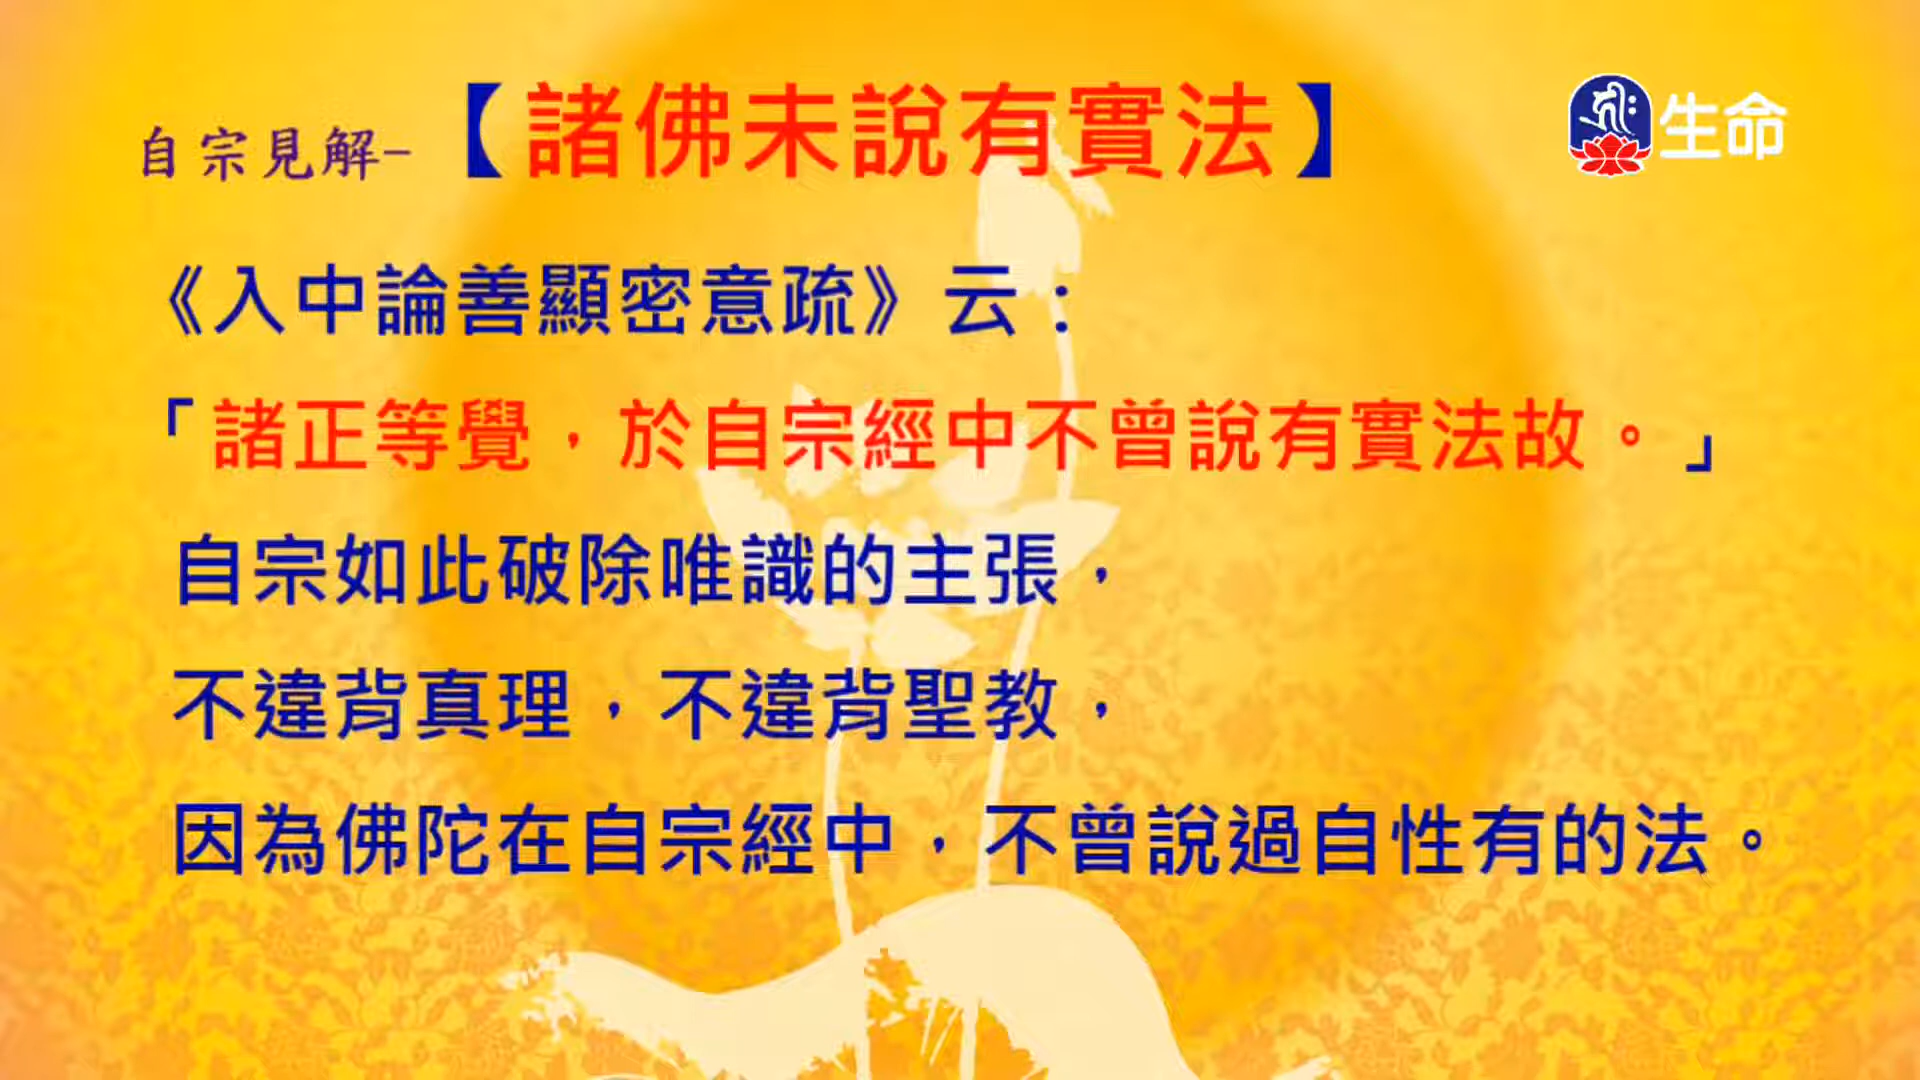 自宗見解-【諸佛未說有實法】
生命
《入中論善顯密意疏》云：
「諸正等覺，於自宗經中不曾說有實法故。」
自宗如此破除唯識的主張，
不違背真理，不違背聖教，
因為佛陀在自宗經中，不曾說過自性有的法。